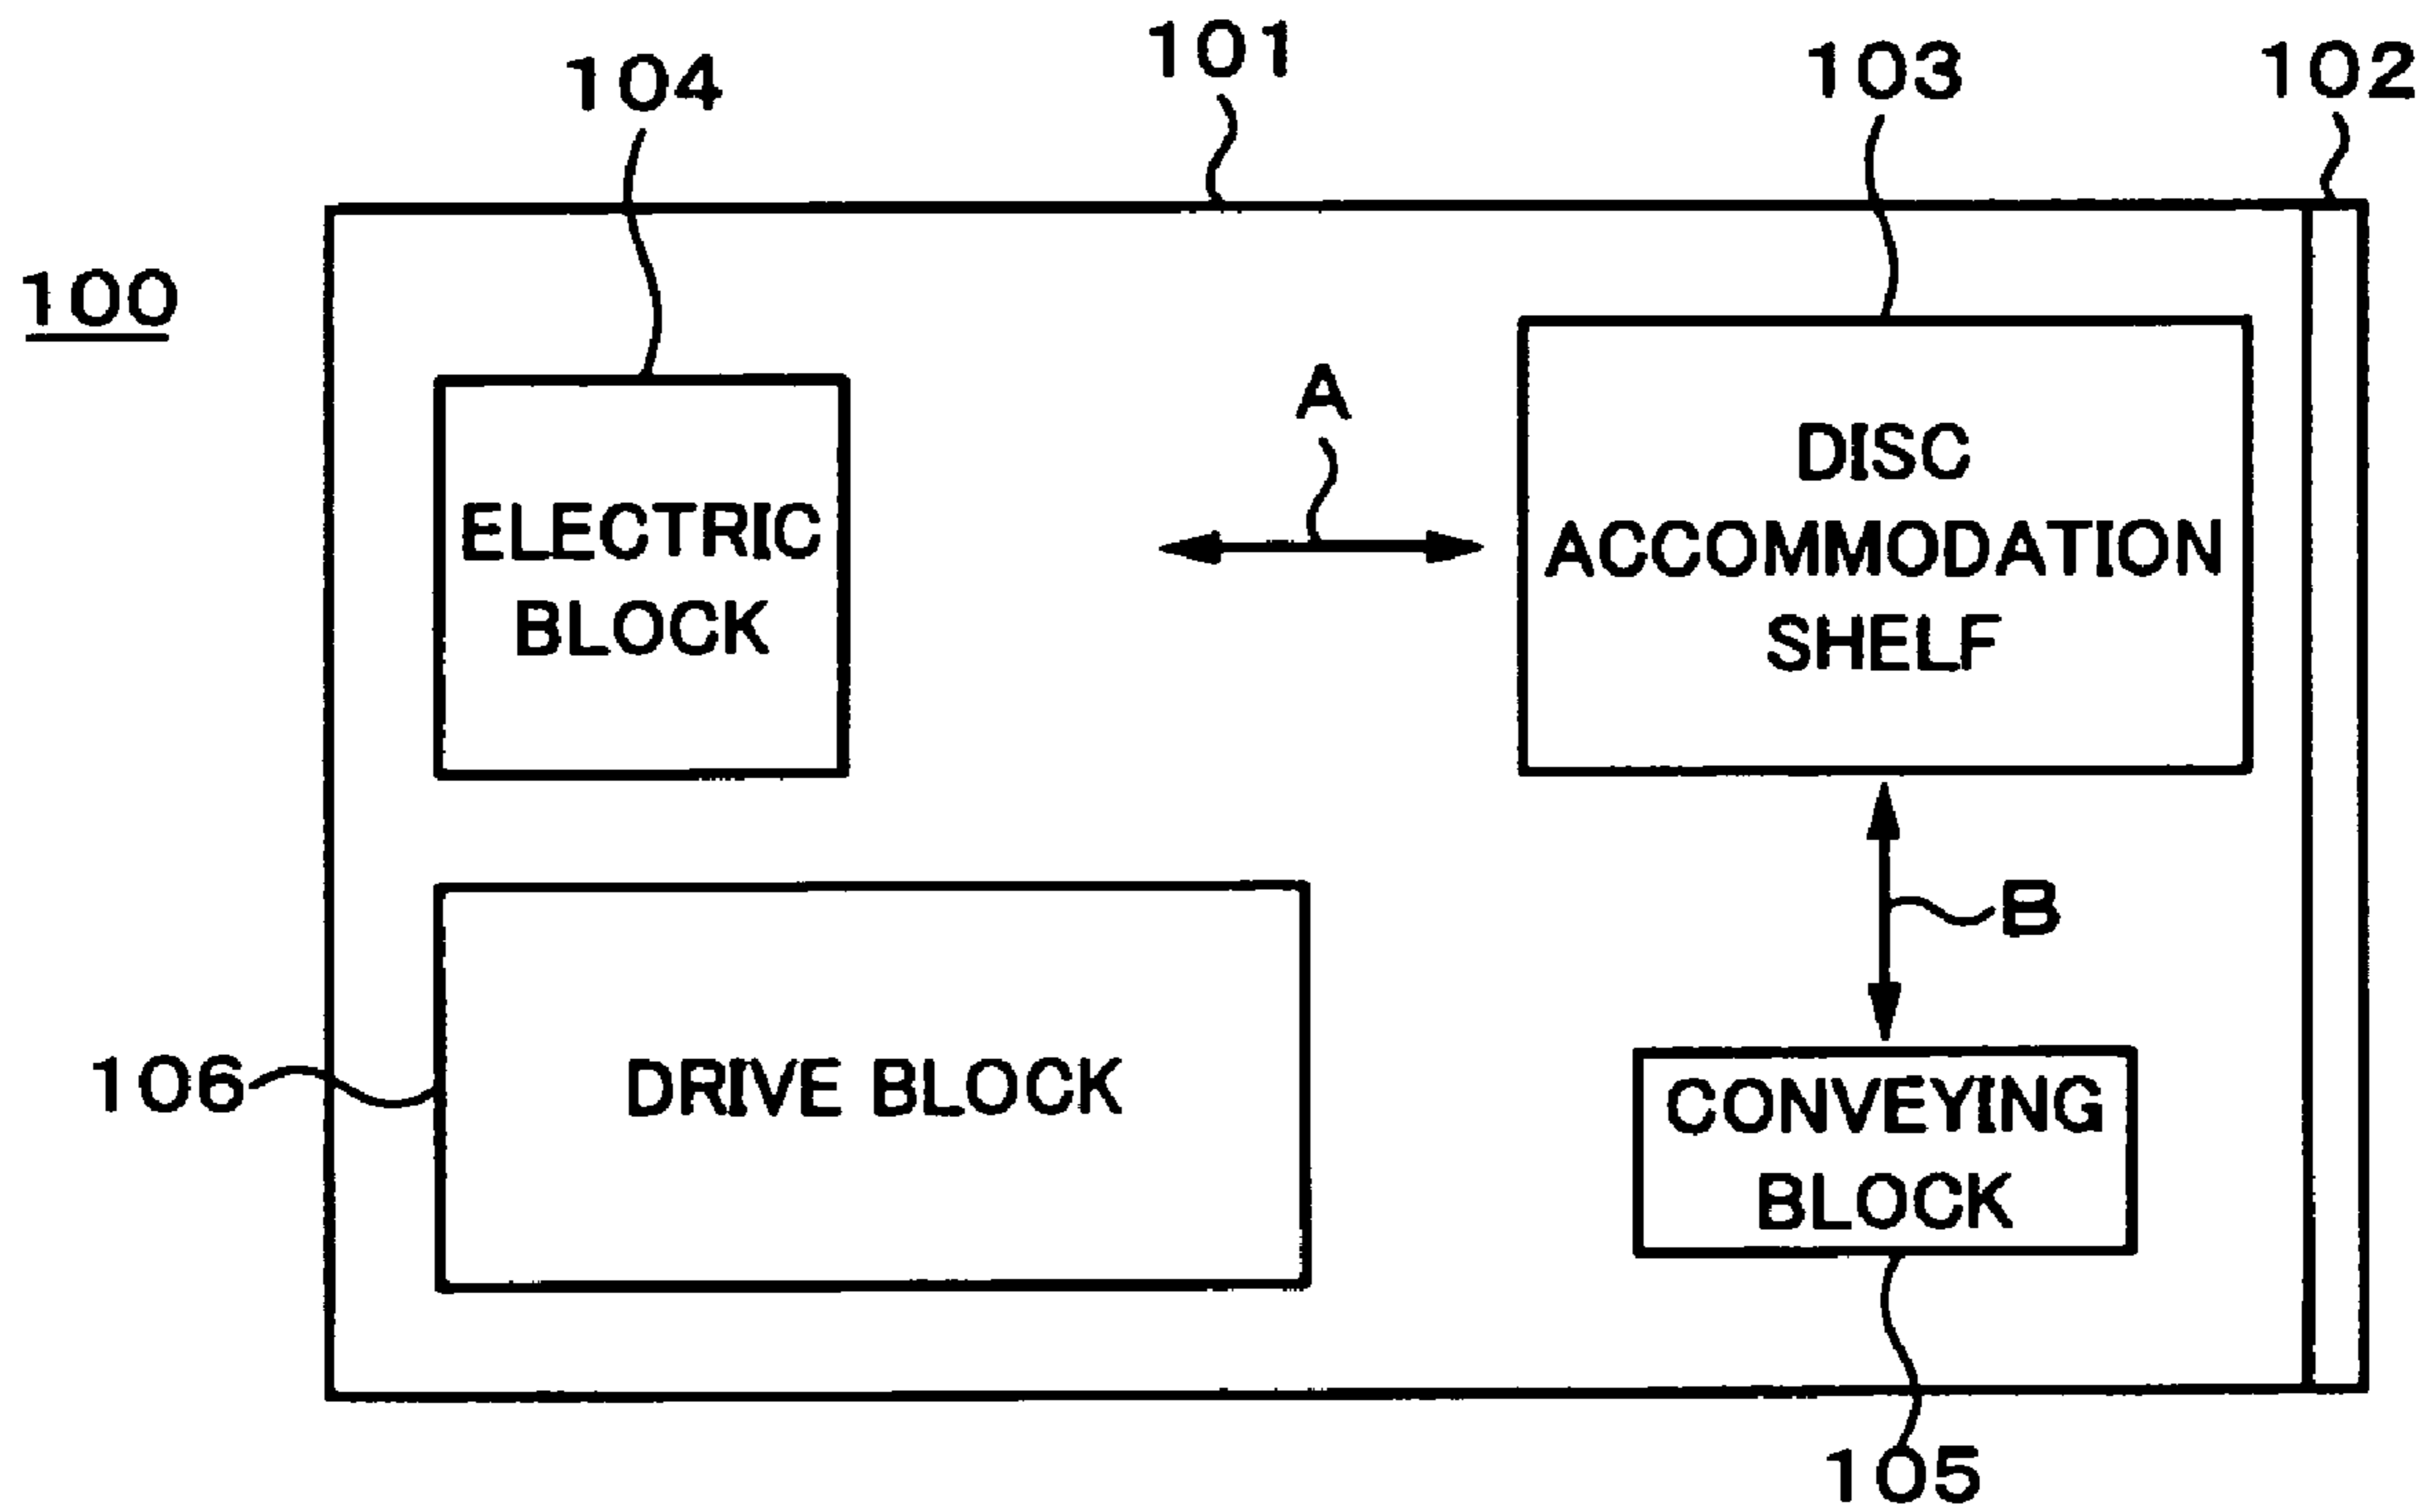 101
103
102
104
100
A
DISC
ACCOMMODATION
SHELF
ELECTRIC
BLOCK
B
106
DRIVE BLOCK
CONVEYING
BLOCK
105